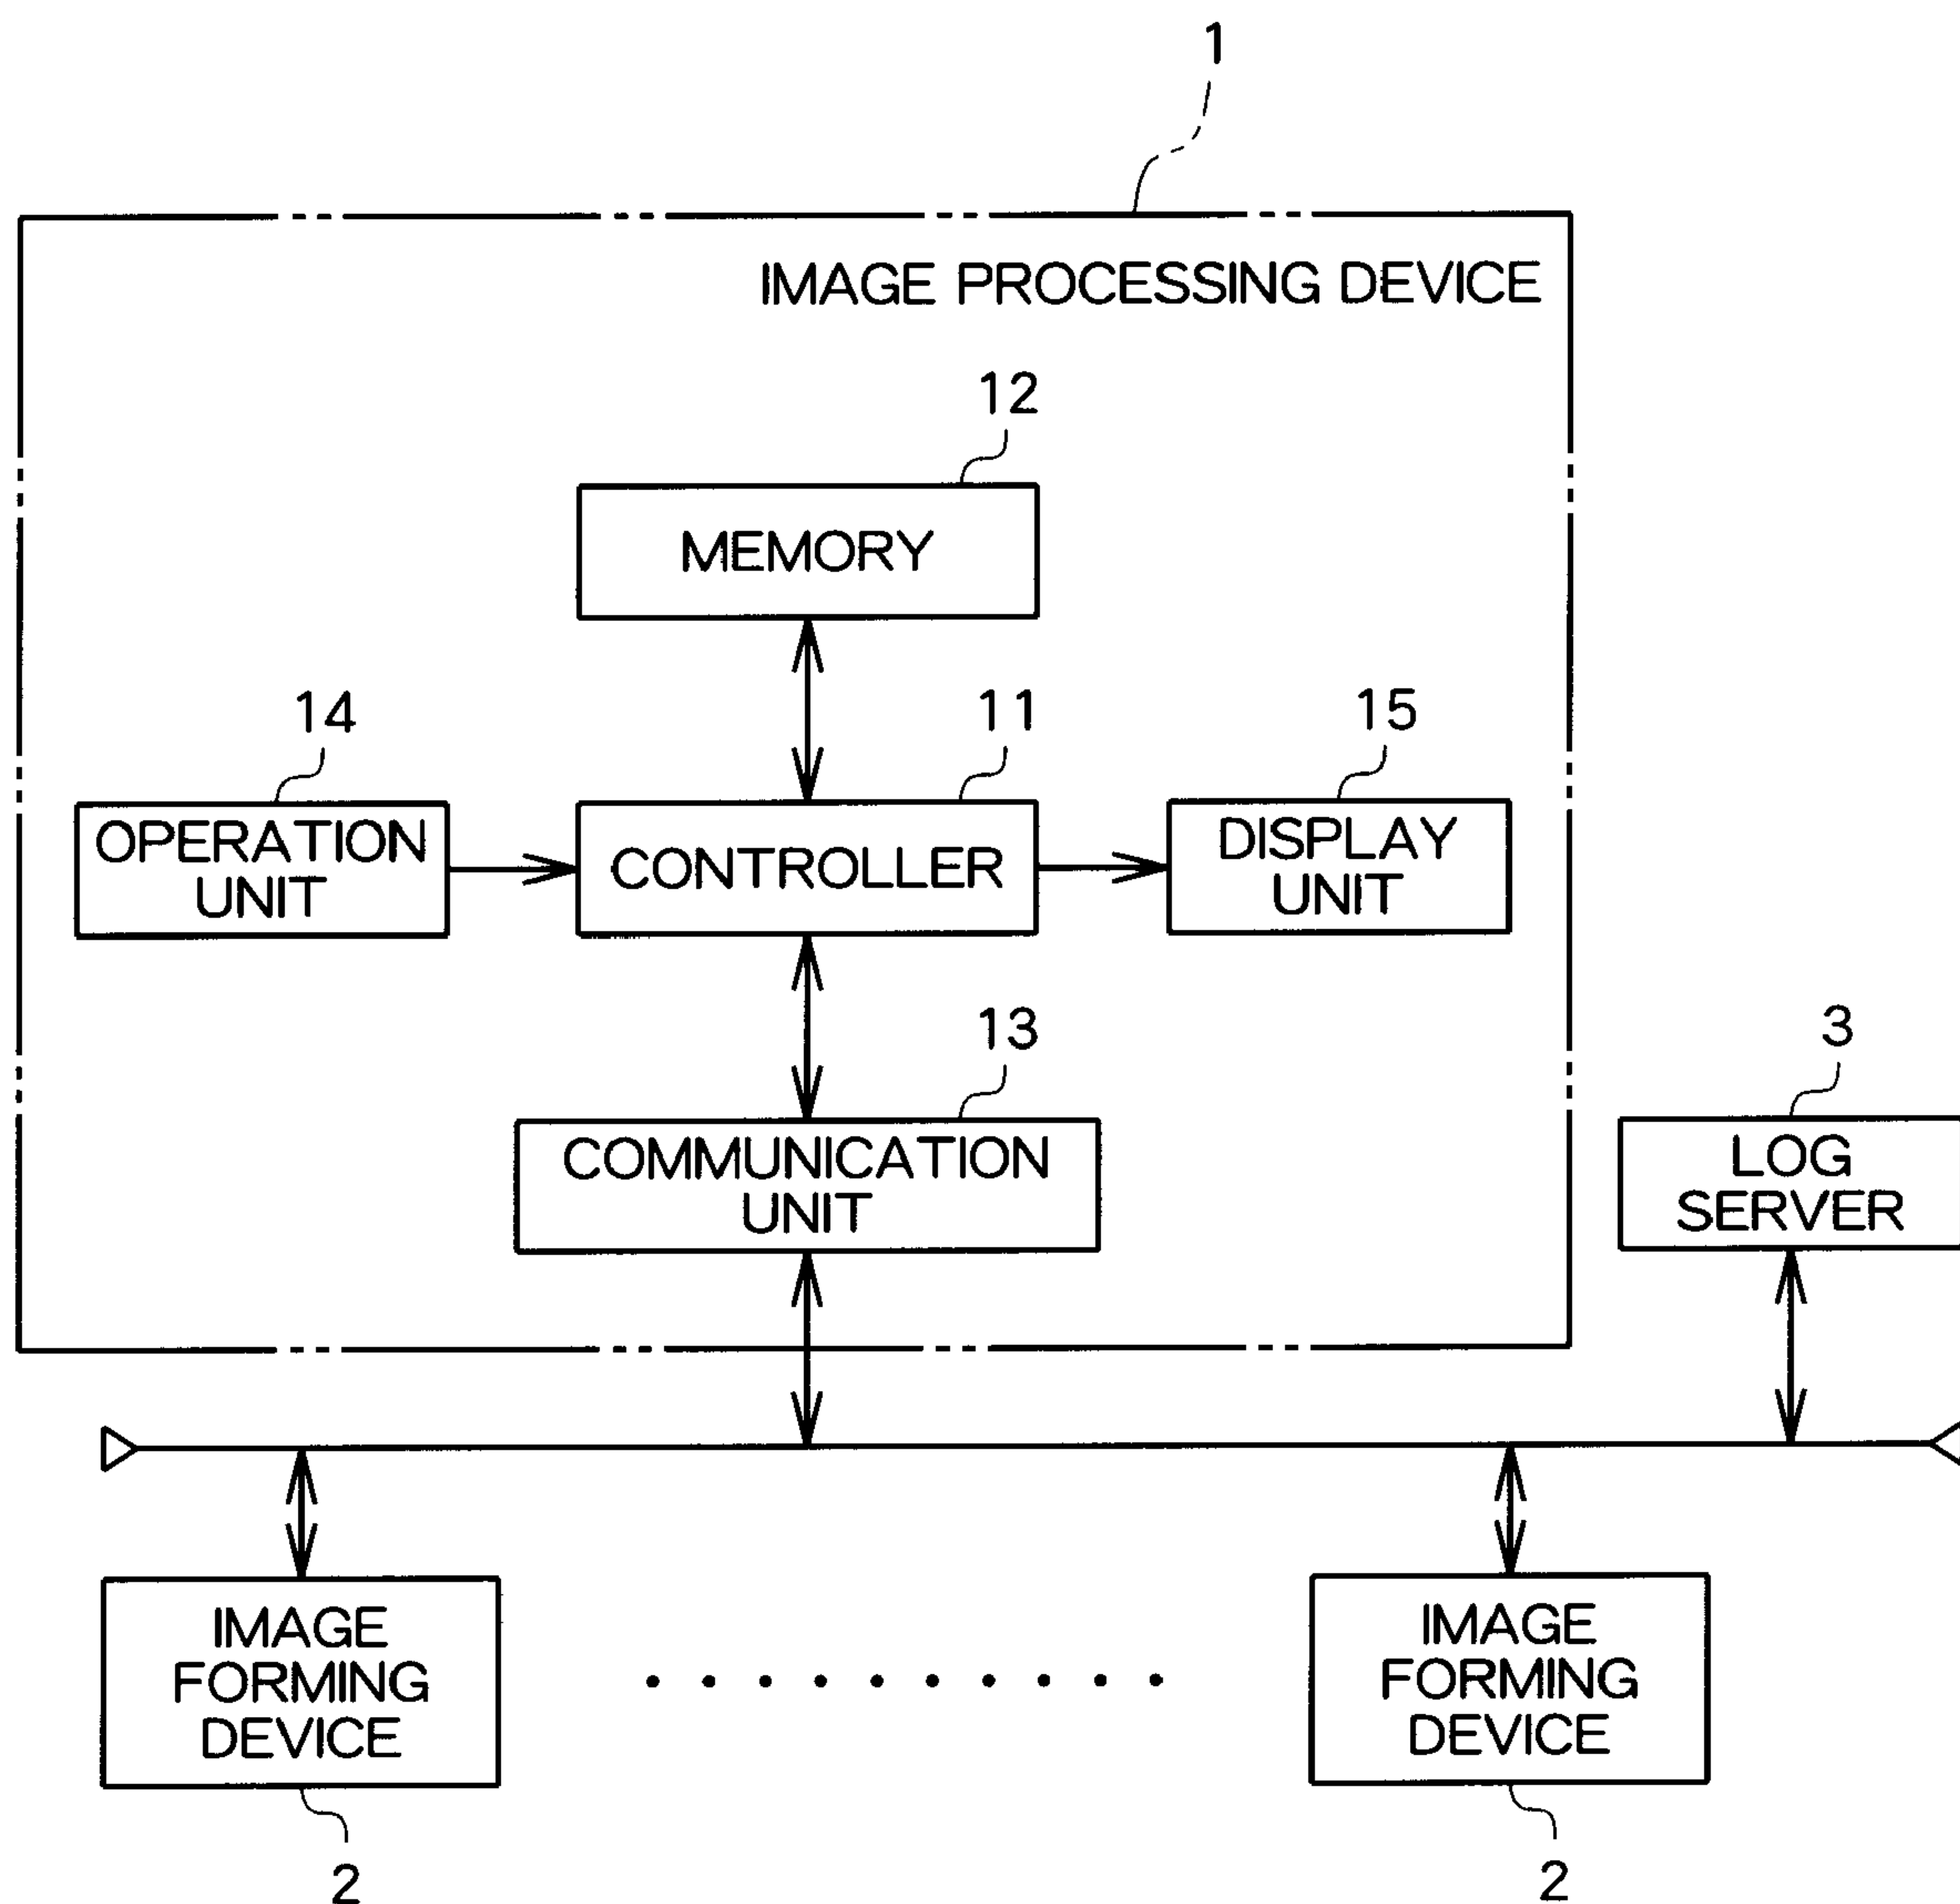 1
IMAGE PROCESSING DEVICE
12
MEMORY
14
11
15
OPERATION
UNIT
CONTROLLER
DISPLAY
UNIT
13
COMMUNICATION
UNIT
3
LOG
SERVER
IMAGE
FORMING
DEVICE
IMAGE
FORMING
DEVICE
2
2